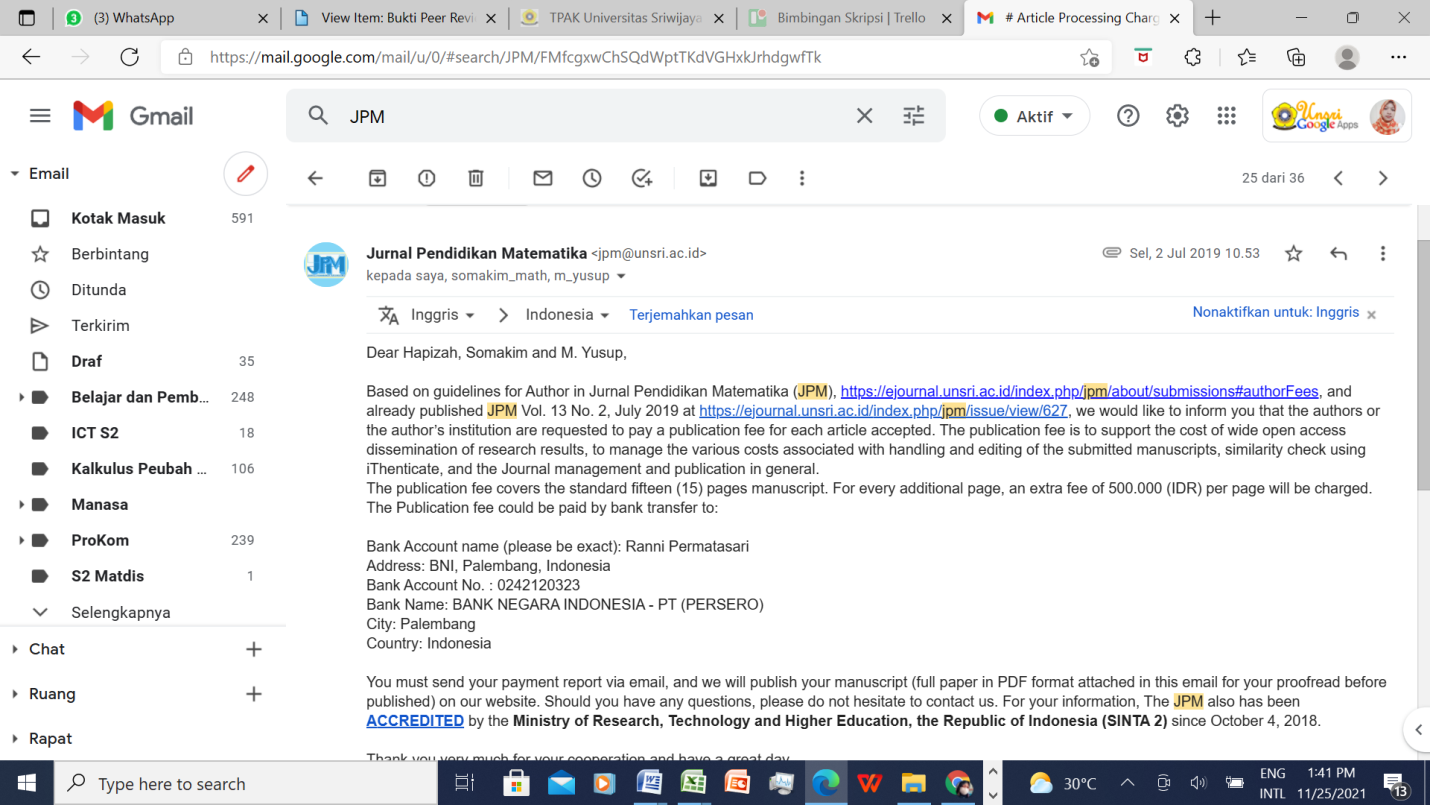 (3) WhatsApp
View Item: Bukti Peer Revi
TPAK Universitas Sriwijaya
Bimbingan Skripsi | Trello
# Article Processing Charg
https://mail.google.com/mail/u/0/#search/JPM/FMfcgxwChSQdWptTKdVGHxkJrhdgwfTk
Gmail
JPM
Aktif
Unsri
Google Apps
Email
25 dari 36
Kotak Masuk 591
Berbintang
Ditunda
Terkirim
Draf 35
Belajar dan Pemb... 248
ICT S2 18
Kalkulus Peubah ... 106
Manasa
ProKom 239
S2 Matdis 1
Selengkapnya
Chat
Ruang
Rapat
JPM
Jurnal Pendidikan Matematika <jpm@unsri.ac.id>
Sel, 2 Jul 2019 10.53
kepada saya, somakim_math, m_yusup
Inggris
Indonesia
Terjemahkan pesan
Nonaktifkan untuk: Inggris
Dear Hapizah, Somakim and M. Yusup,
Based on guidelines for Author in Jurnal Pendidikan Matematika (JPM), https://ejournal.unsri.ac.id/index.php/jpm/about/submissions#authorFees, and
already published JPM Vol. 13 No. 2, July 2019 at https://ejournal.unsri.ac.id/index.php/jpm/issue/view/627, we would like to inform you that the authors or
the author's institution are requested to pay a publication fee for each article accepted. The publication fee is to support the cost of wide open access
dissemination of research results, to manage the various costs associated with handling and editing of the submitted manuscripts, similarity check using
iThenticate, and the Journal management and publication in general.
The publication fee covers the standard fifteen (15) pages manuscript. For every additional page, an extra fee of 500.000 (IDR) per page will be charged.
The Publication fee could be paid by bank transfer to:
Bank Account name (please be exact): Ranni Permatasari
Address: BNI, Palembang, Indonesia
Bank Account No. : 0242120323
Bank Name: BANK NEGARA INDONESIA - PT (PERSERO)
City: Palembang
Country: Indonesia
You must send your payment report via email, and we will publish your manuscript (full paper in PDF format attached in this email for your proofread before
published) on our website. Should you have any questions, please do not hesitate to contact us. For your information, The JPM also has been
ACCREDITED by the Ministry of Research, Technology and Higher Education, the Republic of Indonesia (SINTA 2) since October 4, 2018.
Thank you very much for your cooperation and have a great day
Type here to search
30°C
ENG
INTL
1:41 PM
11/25/2021
13